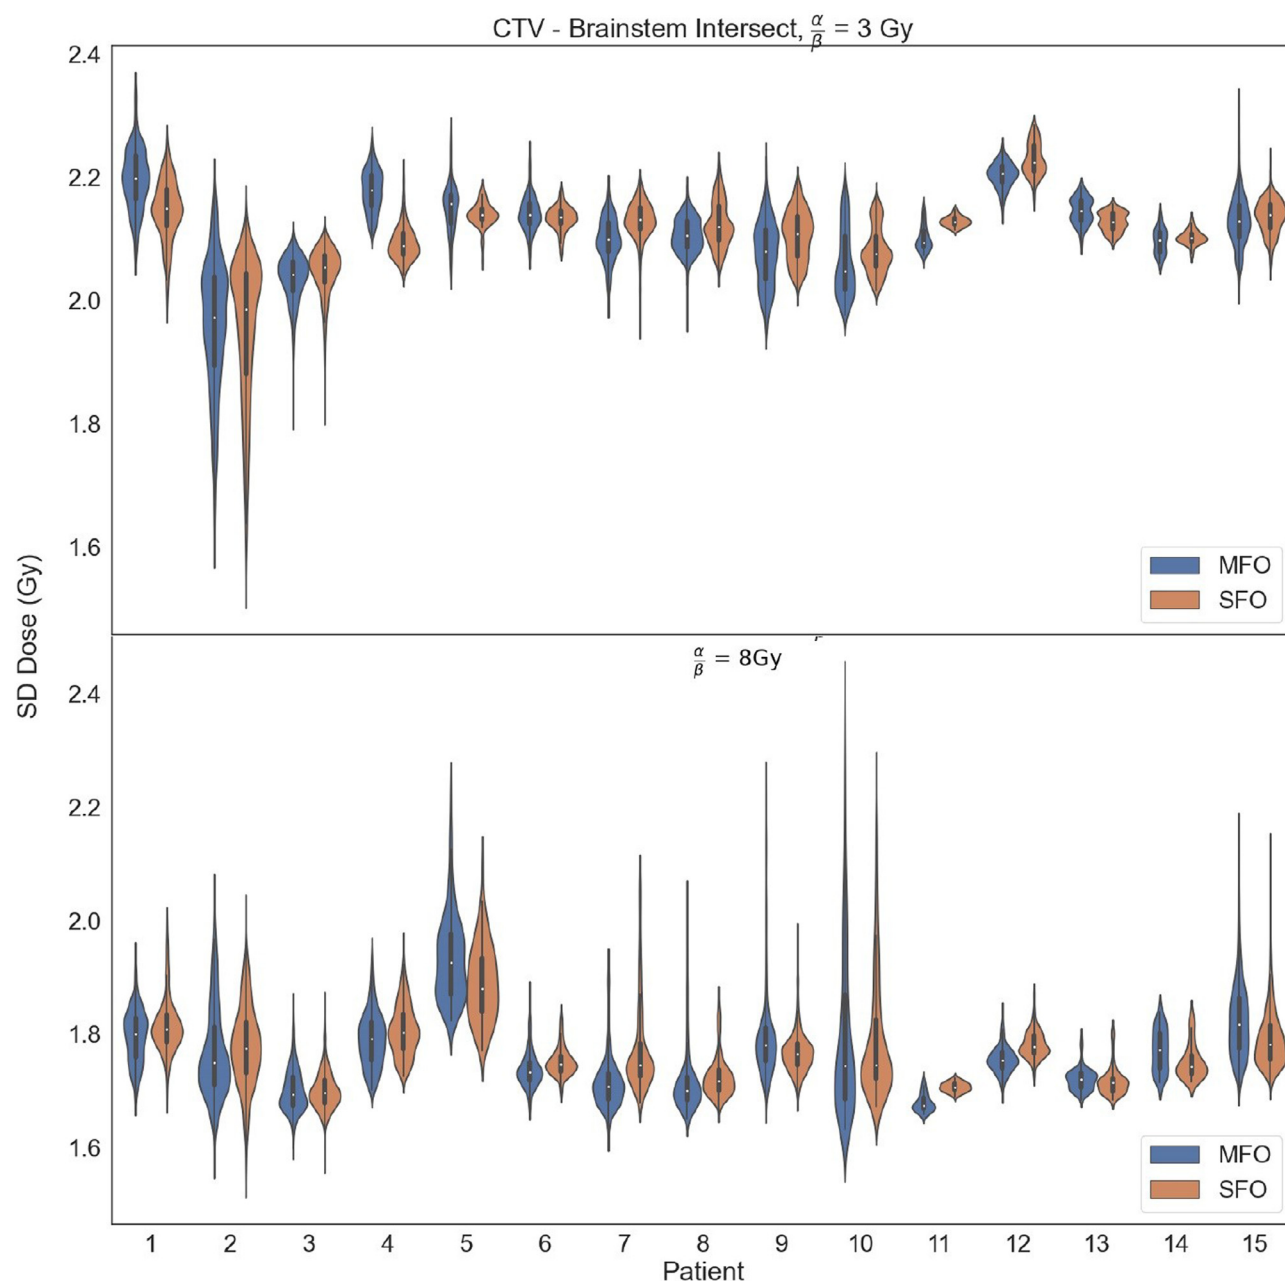 CTV - Brainstem Intersect, α/β = 3 Gy
2.4
2.2
2.0
1.8
1.6
MFO
SFO
SD Dose (Gy)
α/β = 8Gy
2.4
2.2
2.0
1.8
1.6
MFO
SFO
1 2 3 4 5 6 7 8 9 10 11 12 13 14 15
Patient